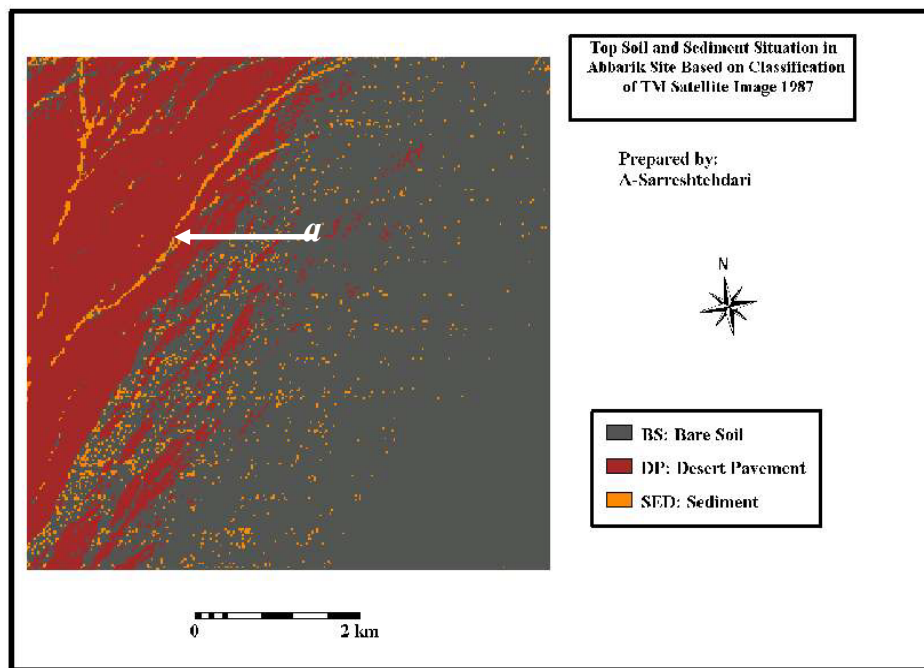 Top Soil and Sediment Situation in
Abbarik Site Based on Classification
of TM Satellite Image 1987
Prepared by:
A-Sarreshtehdari
a
N
BS: Bare Soil
DP: Desert Pavement
SED: Sediment
0 2 km